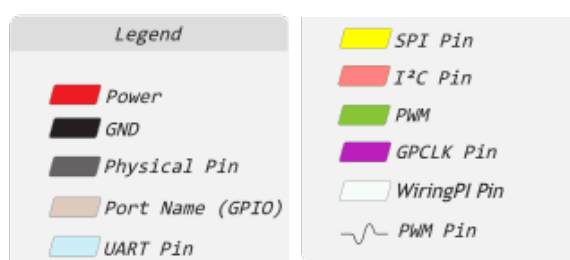 Legend
Power
GND
Physical Pin
Port Name (GPIO)
UART Pin
SPI Pin
I²C Pin
PWM
GPCLK Pin
WiringPI Pin
PWM Pin